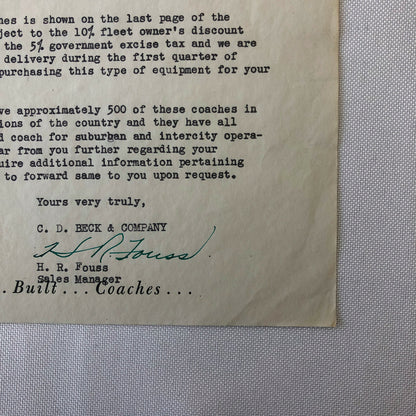 nes is shown on the last page of the
ject to the 10% fleet owner's discount
the 5% government excise tax and we are
delivery during the first quarter of
purchasing this type of equipment for your
ve approximately 500 of these coaches in
ions of the country and they have all
d coach for suburban and intercity opera-
ar from you further regarding your
uire additional information pertaining
to forward same to you upon request.
Yours very truly,
C. D. BECK & COMPANY
H R. Fouss
H. R. Fouss
Sales Manager
. Built . . . Coaches . . .